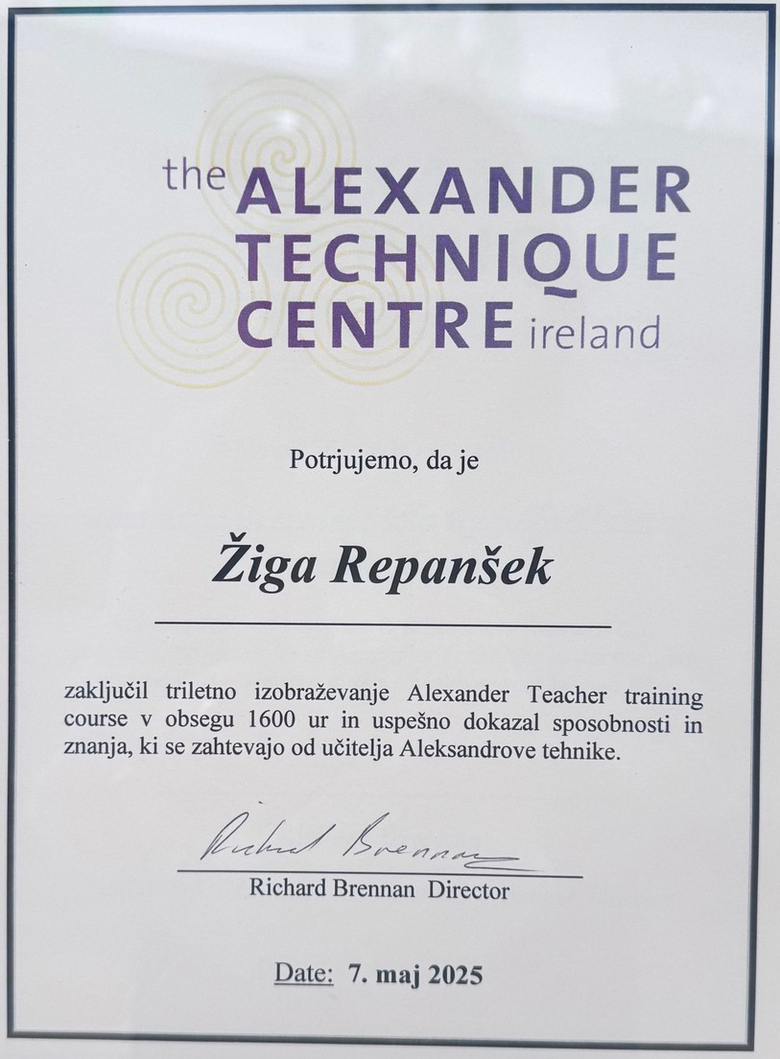 the ALEXANDER
TECHNIQUE
CENTRE ireland
Potrjujemo, da je
Žiga Repanšek
zaključil triletno izobraževanje Alexander Teacher training
course v obsegu 1600 ur in uspešno dokazal sposobnosti in
znanja, ki se zahtevajo od učitelja Aleksandrove tehnike.
Richard Brennan
Richard Brennan Director
Date: 7. maj 2025